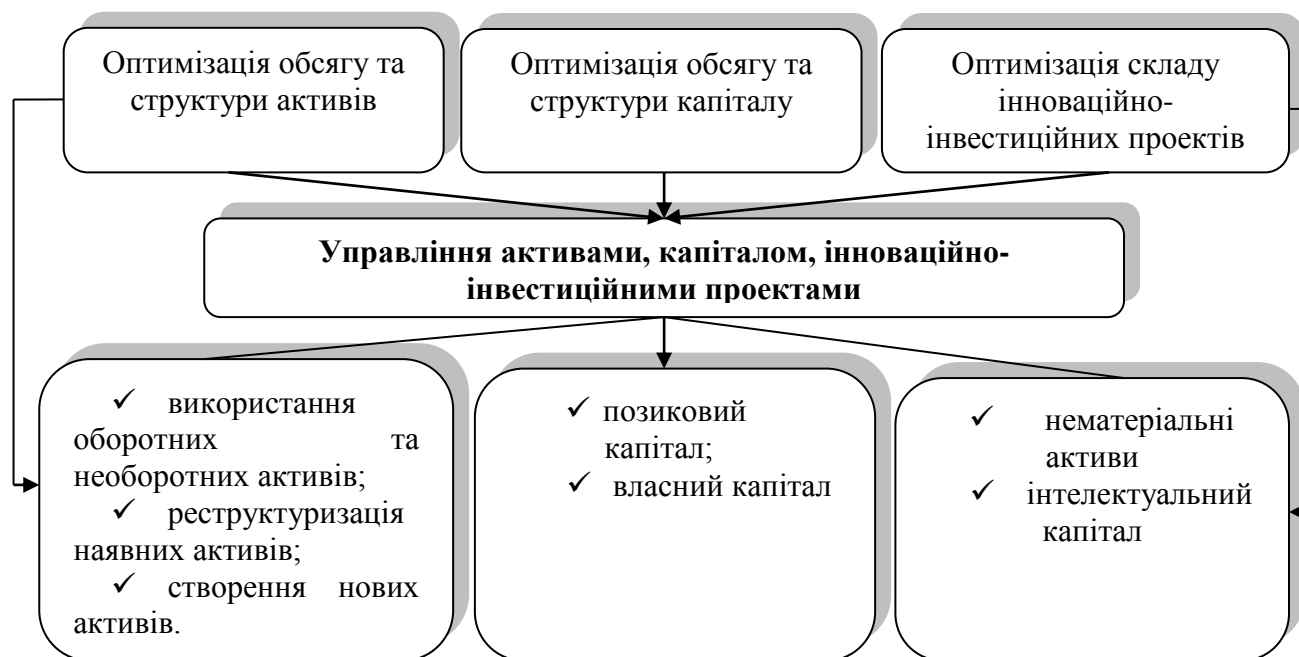 Оптимізація обсягу та
структури активів
Оптимізація обсягу та
структури капіталу
Оптимізація складу
інноваційно-
інвестиційних проектів
Управління активами, капіталом, інноваційно-
інвестиційними проектами
✓ використання
оборотних та
необоротних активів;
✓ реструктуризація
наявних активів;
✓ створення нових
активів.
✓ позиковий
капітал;
✓ власний капітал
✓ нематеріальні
активи
✓ інтелектуальний
капітал